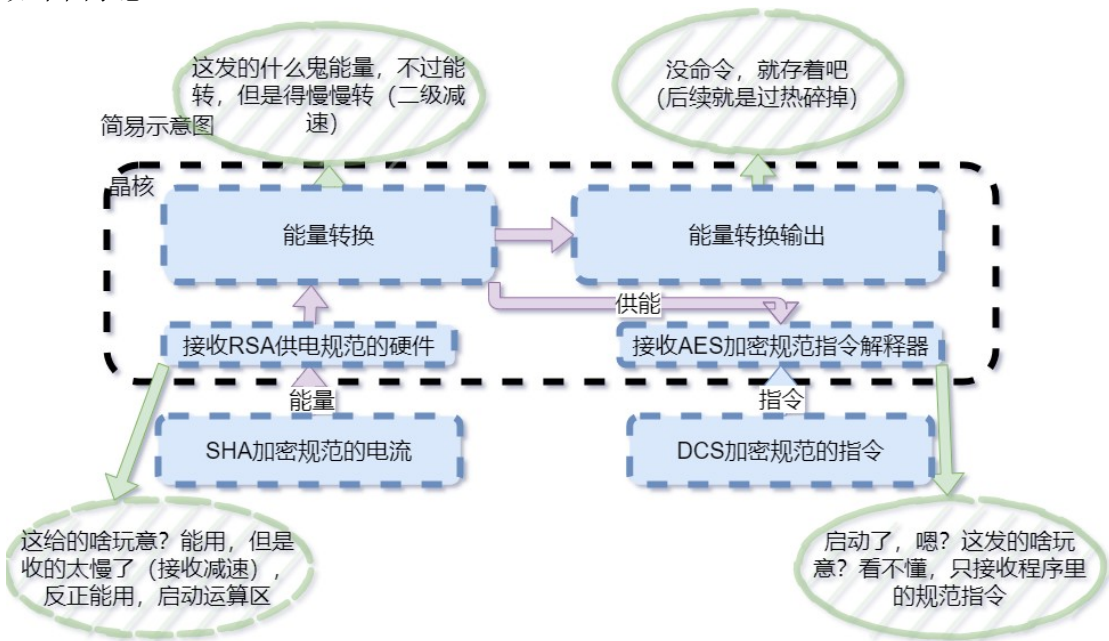 这发的什么鬼能量，不过能
转，但是得慢慢转（二级减
速）
没命令，就存着吧
（后续就是过热碎掉）
简易示意图
晶核
能量转换
能量转换输出
供能
接收RSA供电规范的硬件
接收AES加密规范指令解释器
能量
指令
SHA加密规范的电流
DCS加密规范的指令
这给的啥玩意？能用，但是
收的太慢了（接收减速），
反正能用，启动运算区
启动了，嗯？这发的啥玩
意？看不懂，只接收程序里
的规范指令